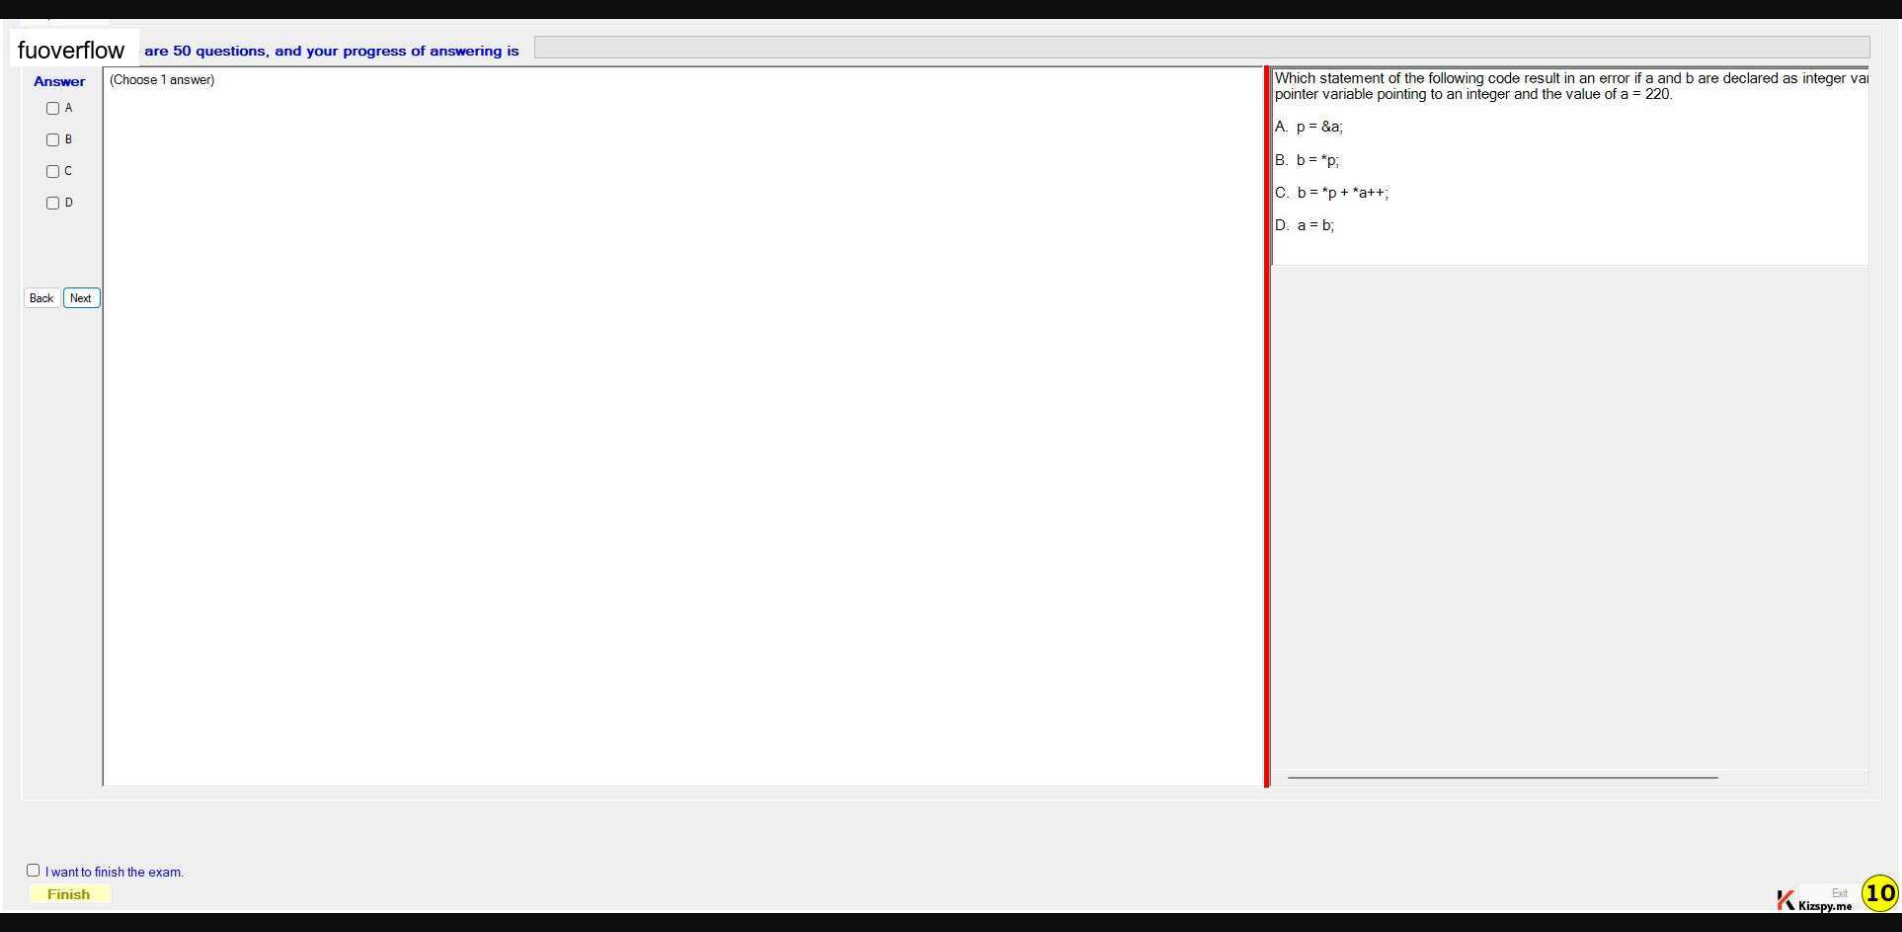 fuoverflow are 50 questions, and your progress of answering is
Answer
(Choose 1 answer)
A
B
C
D
Back Next
Which statement of the following code result in an error if a and b are declared as integer
pointer variable pointing to an integer and the value of a = 220.
A. p = &a;
B. b = *p;
C. b = *p + *a++;
D. a = b;
I want to finish the exam.
Finish
Exit
Kizspy.me
10